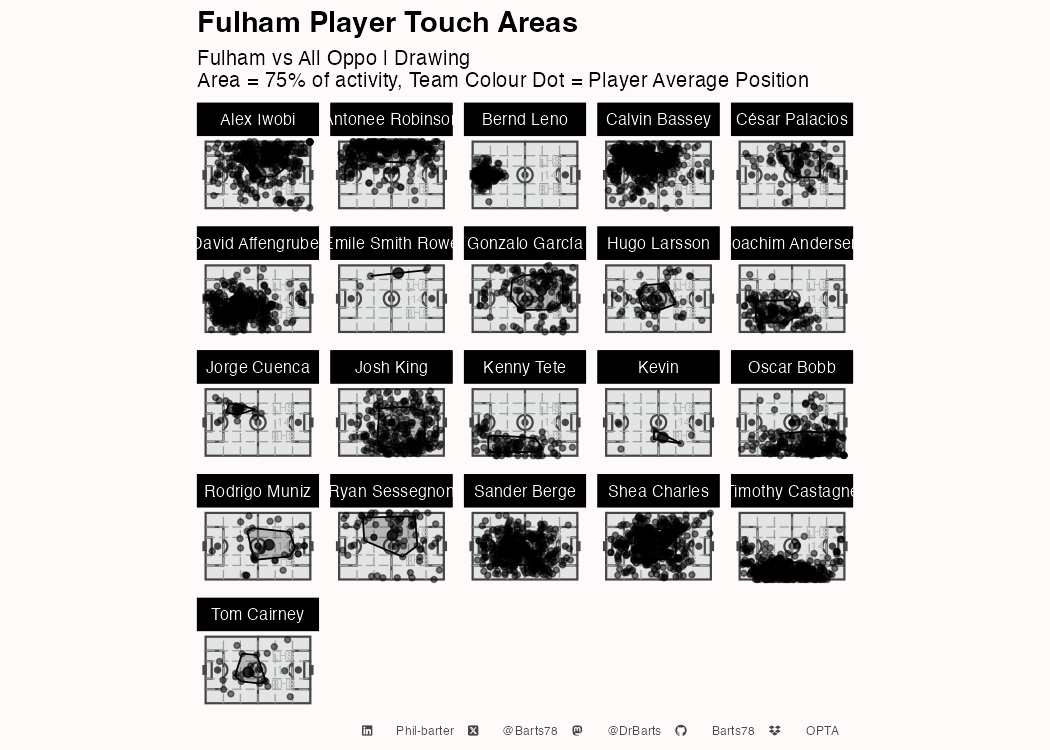 Fulham Player Touch Areas
Fulham vs All Oppo | Drawing
Area = 75% of activity, Team Colour Dot = Player Average Position
Alex Iwobi
Antonee Robinson
Bernd Leno
Calvin Bassey
César Palacios
David Affengrube
Emile Smith Rowe
Gonzalo García
Hugo Larsson
oachim Andersen
Jorge Cuenca
Josh King
Kenny Tete
Kevin
Oscar Bobb
Rodrigo Muniz
Ryan Sessegnon
Sander Berge
Shea Charles
Timothy Castagne
Tom Cairney
Phil-barter @Barts78 @DrBarts Barts78 OPTA